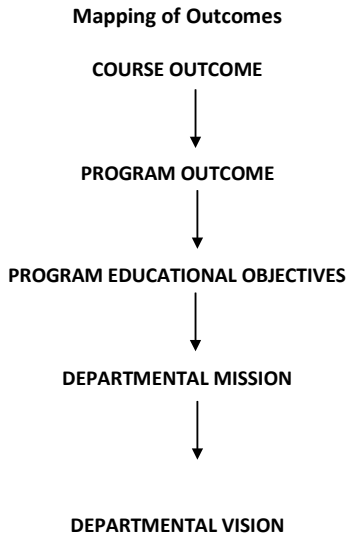 Mapping of Outcomes
COURSE OUTCOME
PROGRAM OUTCOME
PROGRAM EDUCATIONAL OBJECTIVES
DEPARTMENTAL MISSION
DEPARTMENTAL VISION